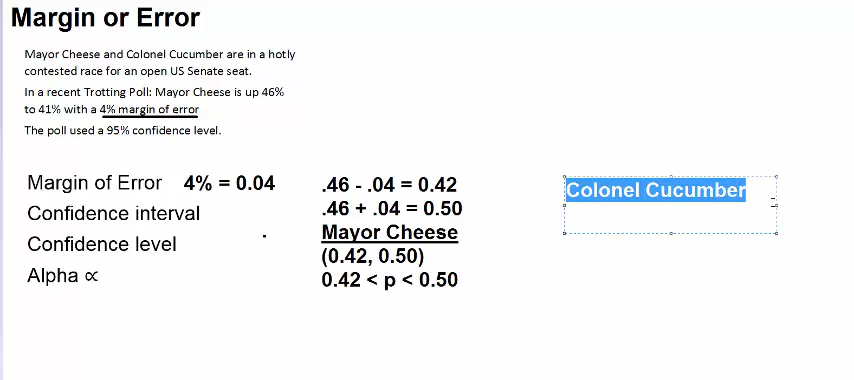 Margin or Error
Mayor Cheese and Colonel Cucumber are in a hotly
contested race for an open US Senate seat.
In a recent Trotting Poll: Mayor Cheese is up 46%
to 41% with a 4% margin of error
The poll used a 95% confidence level.
Margin of Error 4% = 0.04
Confidence interval
Confidence level
Alpha ∝
.46 - .04 = 0.42
.46 + .04 = 0.50
Mayor Cheese
(0.42, 0.50)
0.42 < p < 0.50
Colonel Cucumber